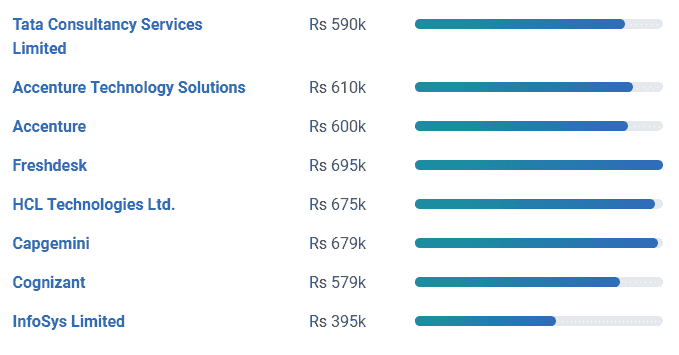 Tata Consultancy Services Rs 590k
Limited
Accenture Technology Solutions Rs 610k
Accenture Rs 600k
Freshdesk Rs 695k
HCL Technologies Ltd. Rs 675k
Capgemini Rs 679k
Cognizant Rs 579k
InfoSys Limited Rs 395k